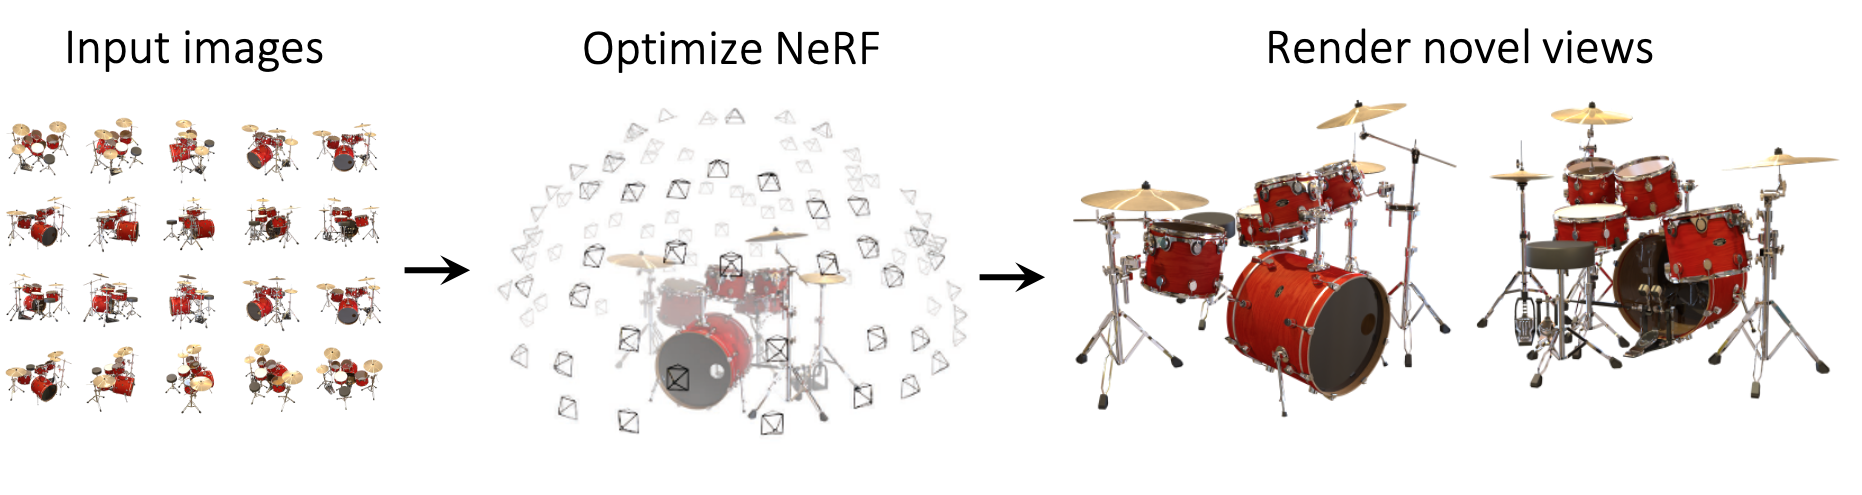 Input images
Optimize NeRF
Render novel views